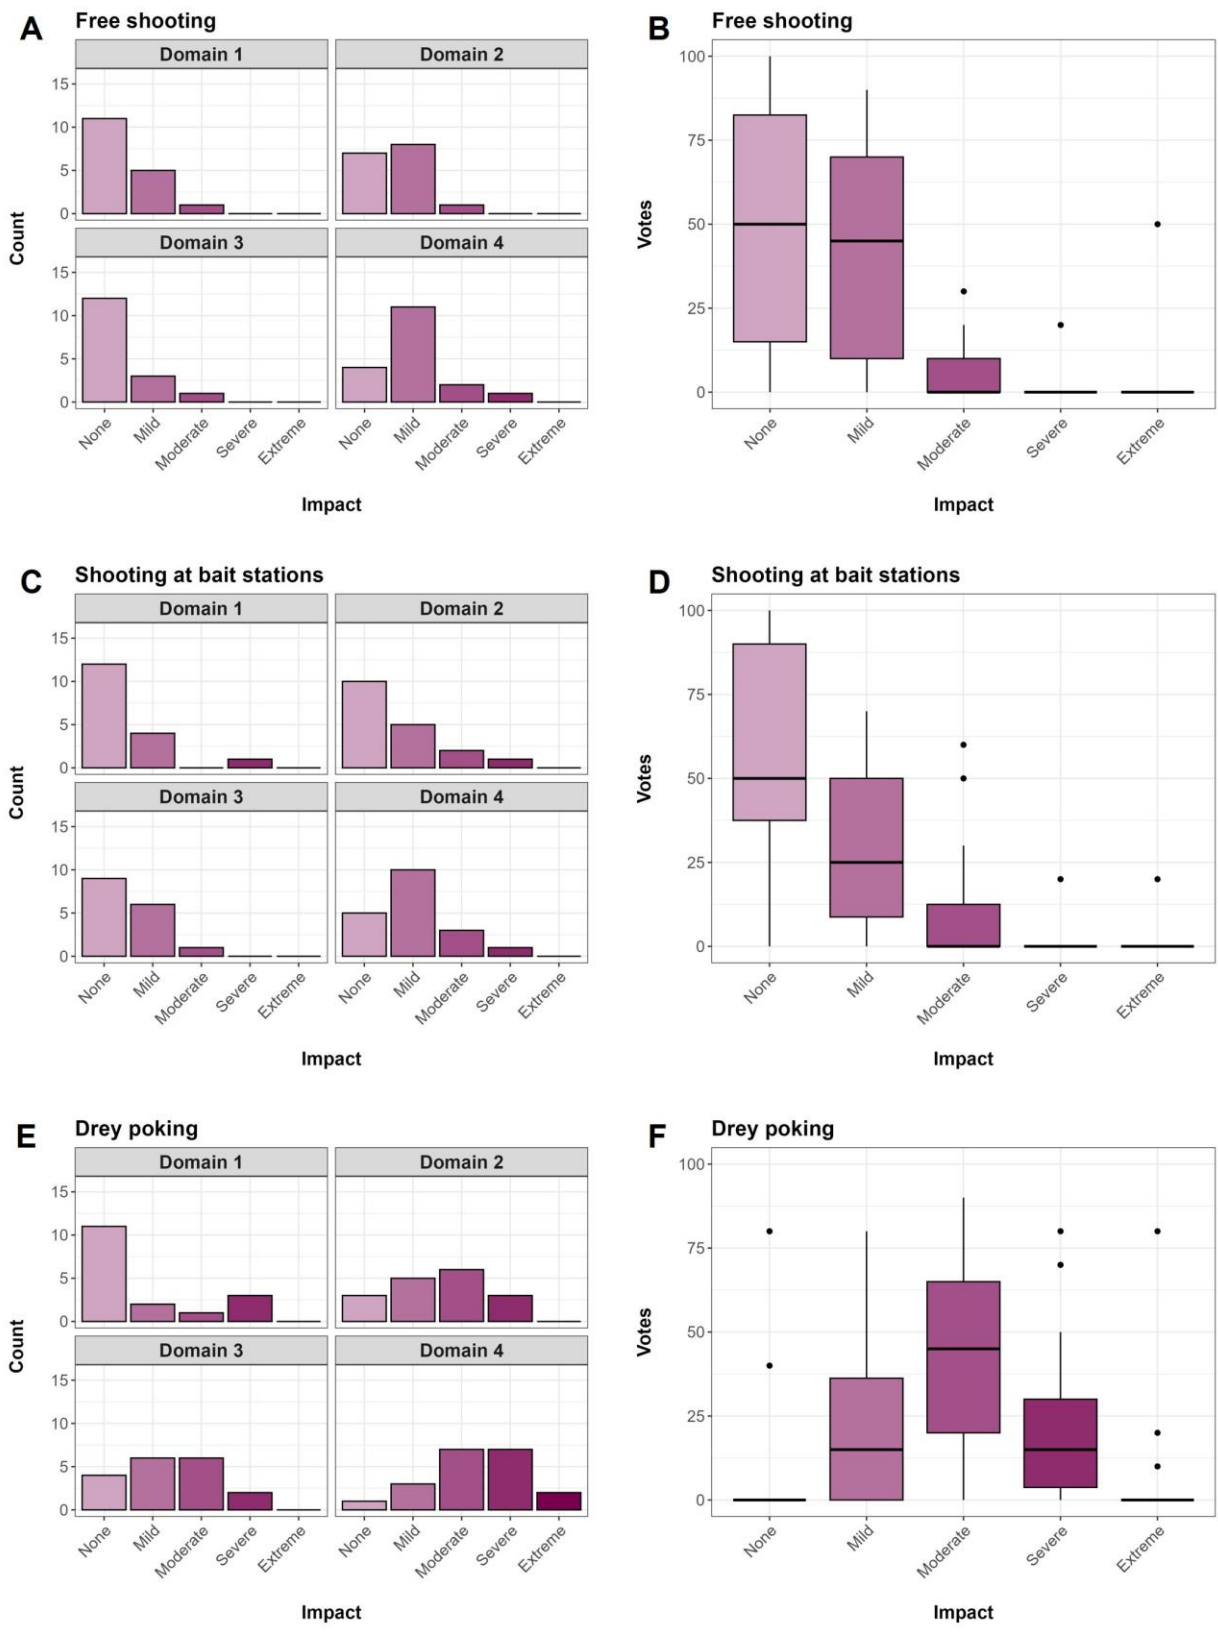 A
Free shooting
Domain 1
Domain 2
15
10
5
0
Domain 3
Domain 4
15
10
5
0
Count
None
Mild
Moderate
Severe
Extreme
None
Mild
Moderate
Severe
Extreme
Impact
B
Free shooting
100
75
50
25
0
Votes
None
Mild
Moderate
Severe
Extreme
Impact
C
Shooting at bait stations
Domain 1
Domain 2
15
10
5
0
Domain 3
Domain 4
15
10
5
0
Count
None
Mild
Moderate
Severe
Extreme
None
Mild
Moderate
Severe
Extreme
Impact
D
Shooting at bait stations
100
75
50
25
0
Votes
None
Mild
Moderate
Severe
Extreme
Impact
E
Drey poking
Domain 1
Domain 2
15
10
5
0
Domain 3
Domain 4
15
10
5
0
Count
None
Mild
Moderate
Severe
Extreme
None
Mild
Moderate
Severe
Extreme
Impact
F
Drey poking
100
75
50
25
0
Votes
None
Mild
Moderate
Severe
Extreme
Impact